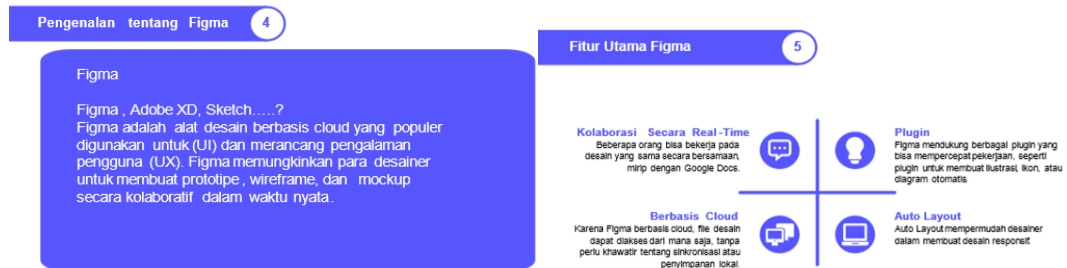 Pengenalan tentang Figma 4
Figma
Figma , Adobe XD, Sketch.....?
Figma adalah alat desain berbasis cloud yang populer
digunakan untuk (UI) dan merancang pengalaman
pengguna (UX). Figma memungkinkan para desainer
untuk membuat prototipe , wireframe, dan mockup
secara kolaboratif dalam waktu nyata.
Fitur Utama Figma 5
Kolaborasi Secara Real-Time
Beberapa orang bisa bekerja pada
desain yang sama secara bersamaan,
mirip dengan Google Docs.
Plugin
Figma mendukung berbagai plugin yang
bisa mempercepat pekerjaan, seperti
plugin untuk membuat ilustrasi, ikon, atau
diagram otomatis.
Berbasis Cloud
Karena Figma berbasis cloud, file desain
dapat diakses dari mana saja, tanpa
perlu khawatir tentang sinkronisasi atau
penyimpanan lokal.
Auto Layout
Auto Layout mempermudah desainer
dalam membuat desain responsif.